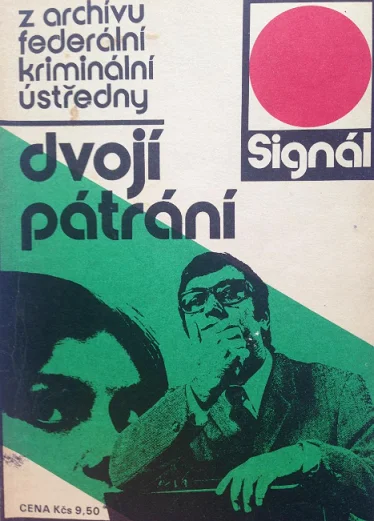 z archívu
federální
kriminální
ústředny
Signál
dvojí
pátrání
CENA Kčs 9,50